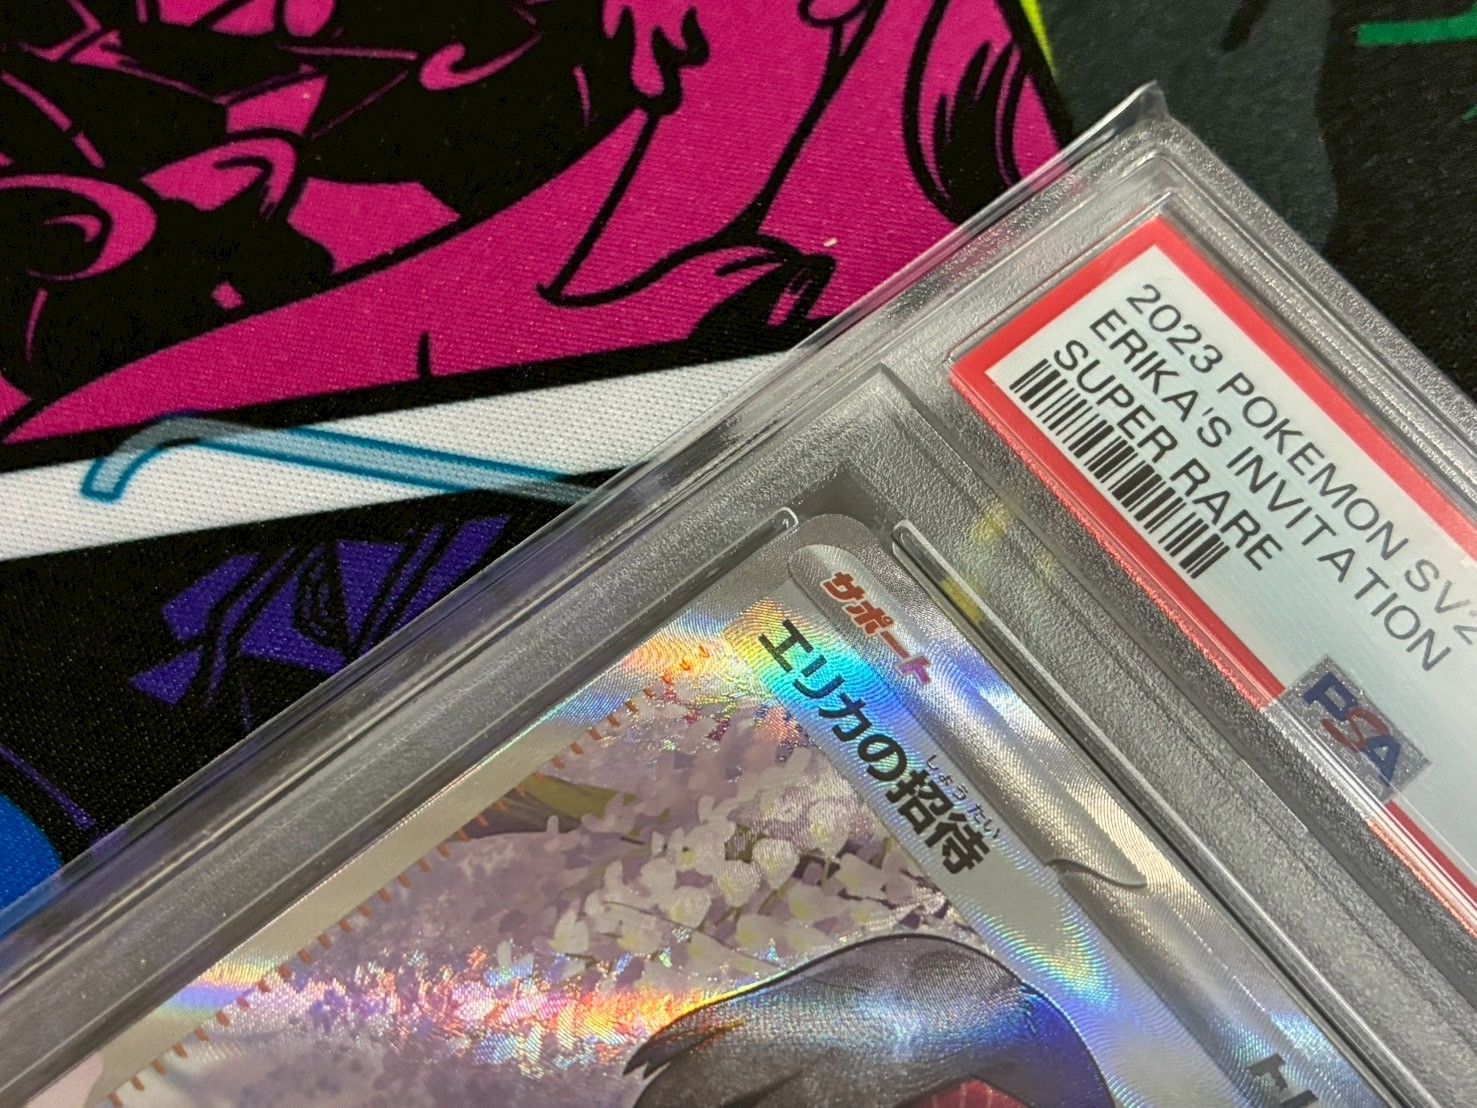 2023 POKEMON SV2
ERIKA'S INVITATION
SUPER RARE
PSA
サポート
エリカの招待
しょうたい